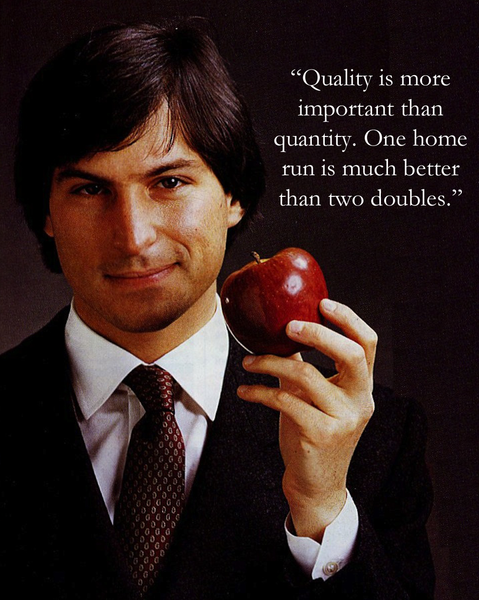 “Quality is more
important than
quantity. One home
run is much better
than two doubles.”